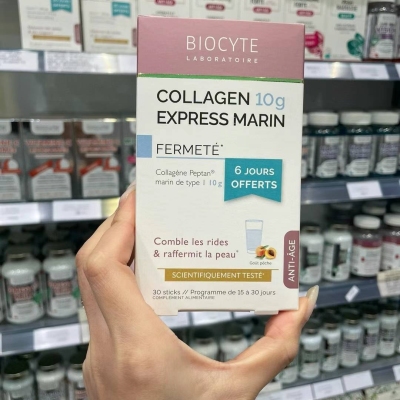 BIOCYTE
LABORATOIRE
COLLAGEN 10g
EXPRESS MARIN
FERMETÉ*
Collagène Peptan®
marin de type I 10 g
6 JOURS
OFFERTS
Comble les rides
& raffermit la peau*
Goût pêche
SCIENTIFIQUEMENT TESTÉ
30 sticks // Programme de 15 à 30 jours
COMPLÉMENT ALIMENTAIRE
ANTI-ÂGE